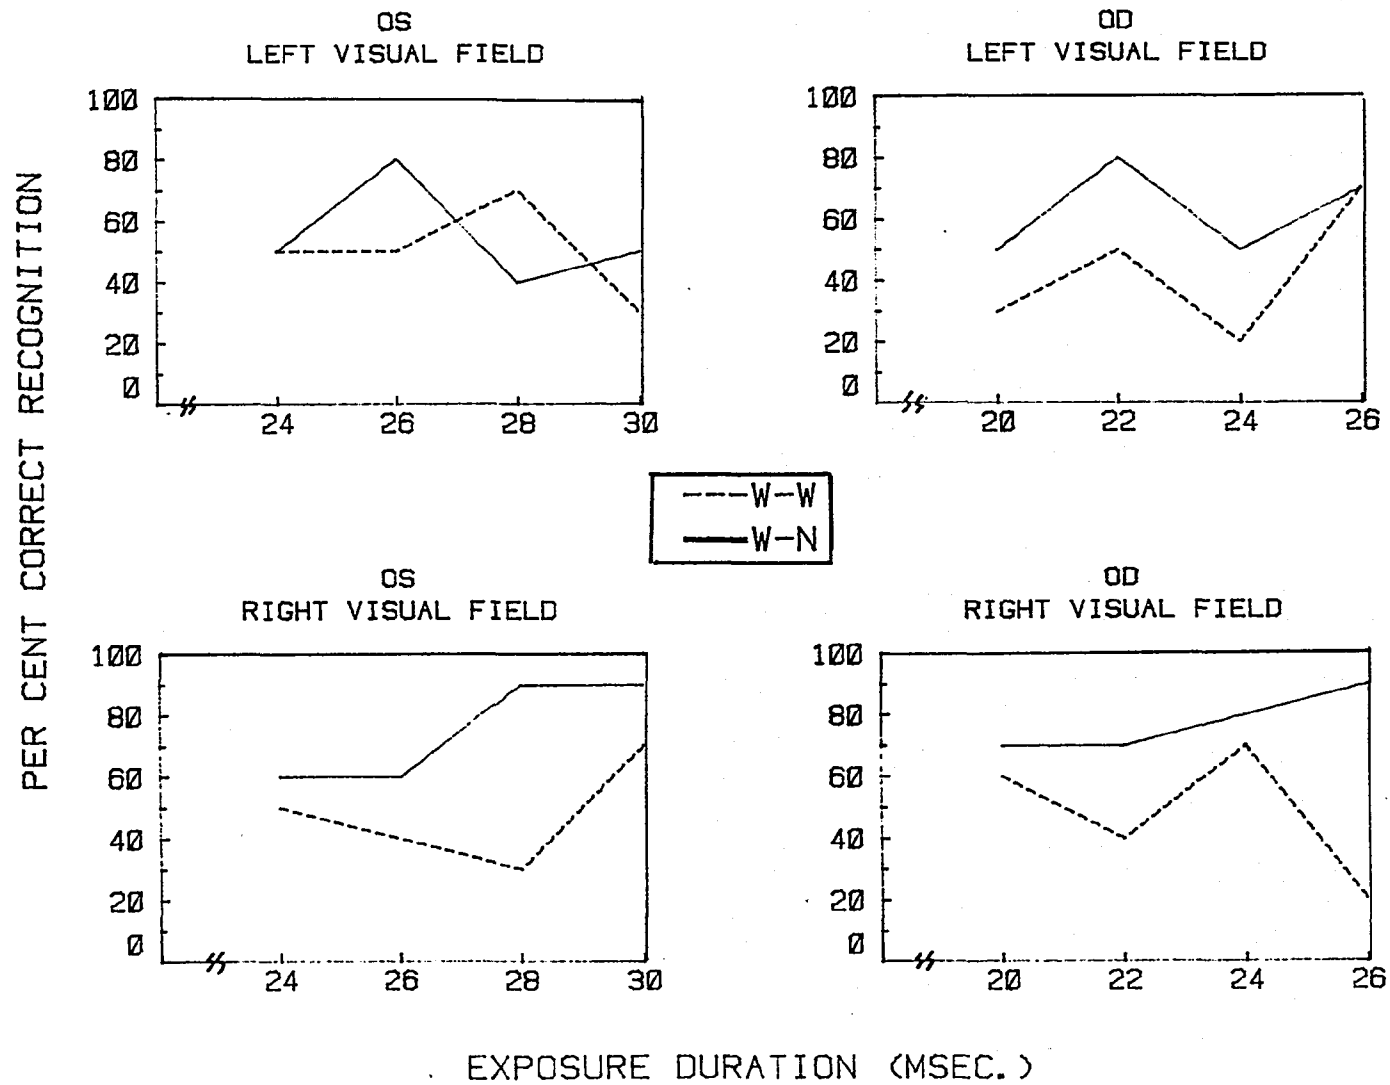 OS
LEFT VISUAL FIELD
OD
LEFT VISUAL FIELD
PER CENT CORRECT RECOGNITION
100
80
60
40
20
0
24 26 28 30
100
80
60
40
20
0
20 22 24 26
W-W
W-N
OS
RIGHT VISUAL FIELD
OD
RIGHT VISUAL FIELD
100
80
60
40
20
0
24 26 28 30
100
80
60
40
20
0
20 22 24 26
EXPOSURE DURATION (MSEC.)